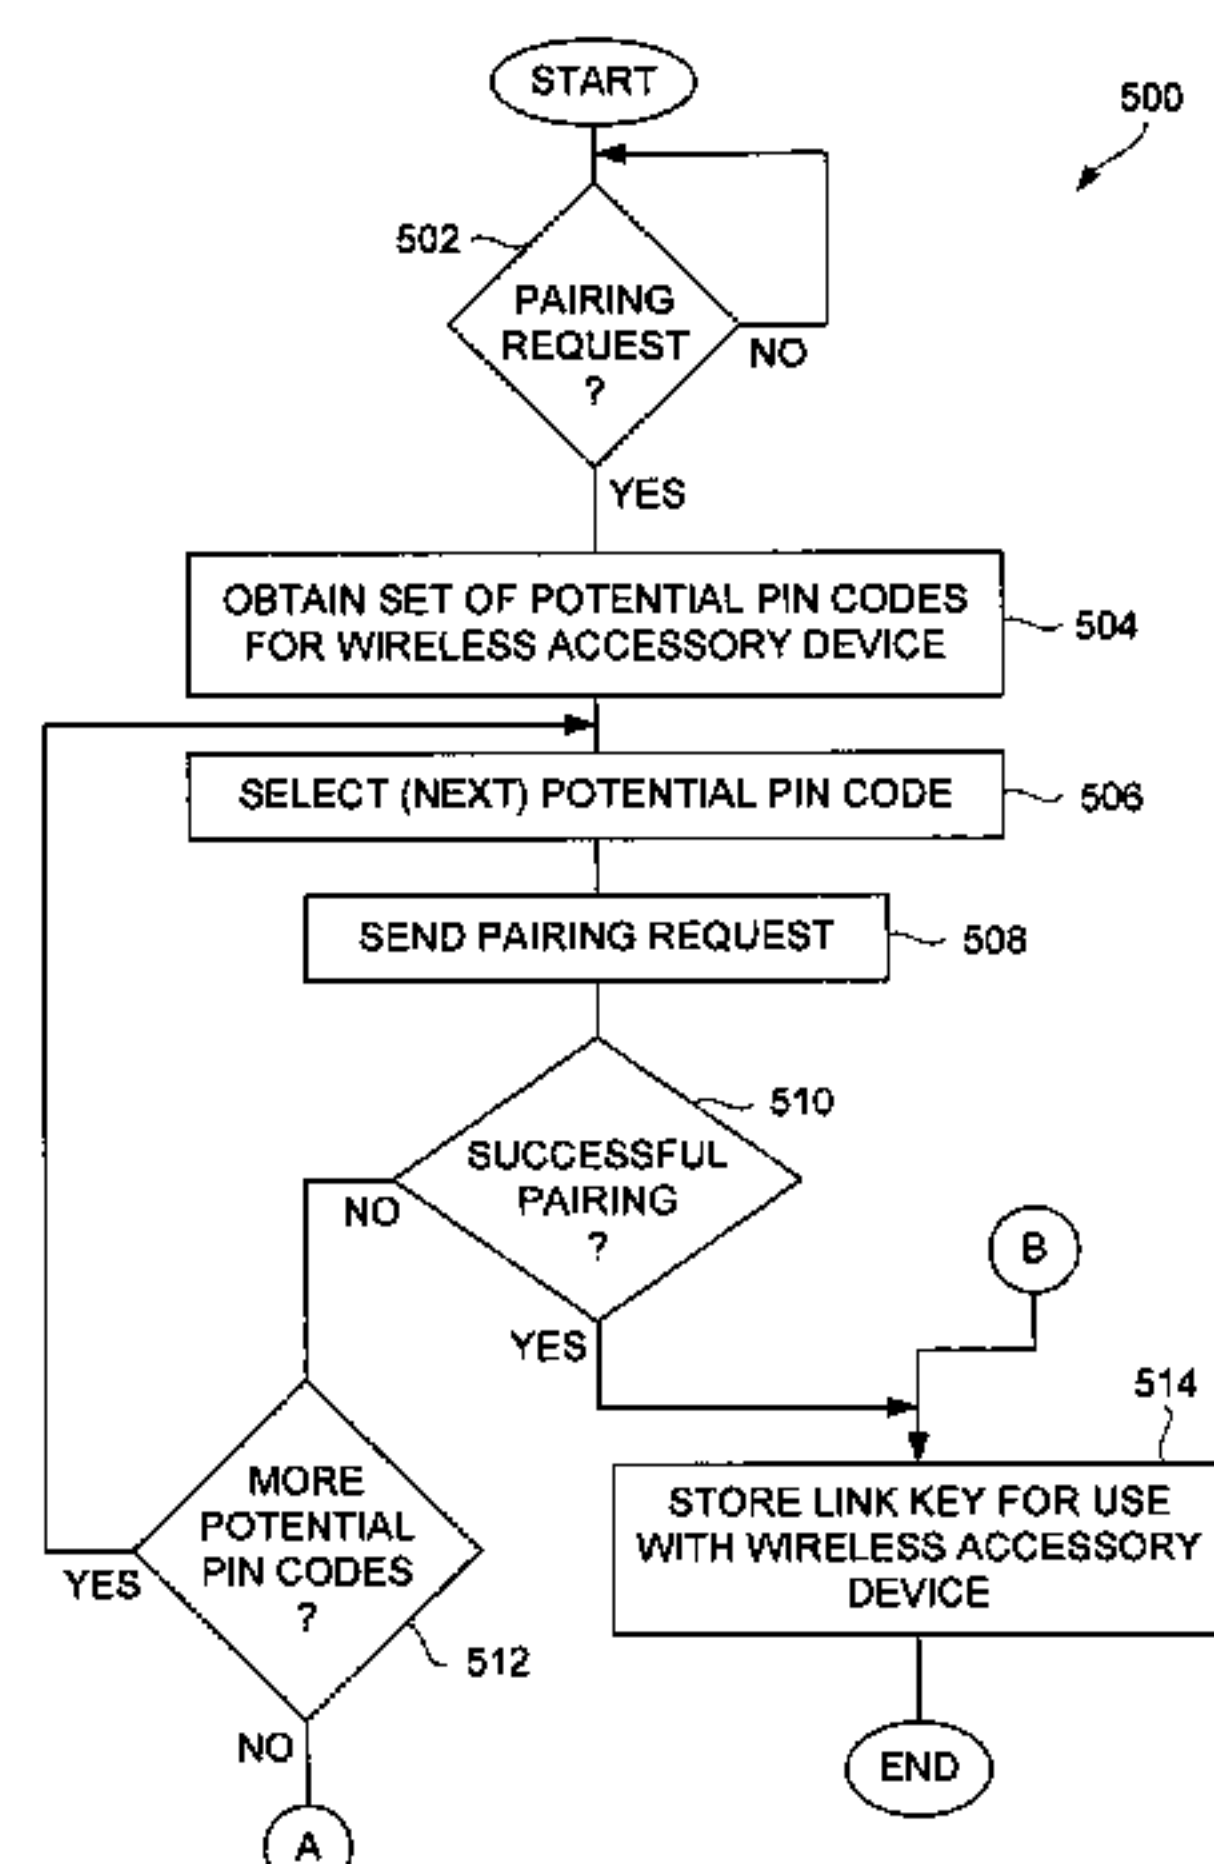 START
500
502
PAIRING
REQUEST
?
NO
YES
OBTAIN SET OF POTENTIAL PIN CODES
FOR WIRELESS ACCESSORY DEVICE
504
SELECT (NEXT) POTENTIAL PIN CODE
506
SEND PAIRING REQUEST
508
510
SUCCESSFUL
PAIRING
?
NO
YES
B
514
MORE
POTENTIAL
PIN CODES
?
YES
512
NO
A
STORE LINK KEY FOR USE
WITH WIRELESS ACCESSORY
DEVICE
END